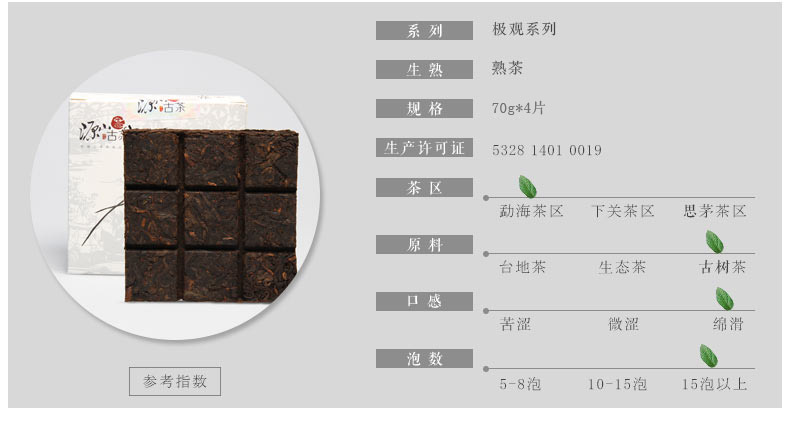 源古茶
源古茶
参考指数
系列 极观系列
生熟 熟茶
规格 70g*4片
生产许可证 5328 1401 0019
茶区
勐海茶区 下关茶区 思茅茶区
原料
台地茶 生态茶 古树茶
口感
苦涩 微涩 绵滑
泡数
5-8泡 10-15泡 15泡以上